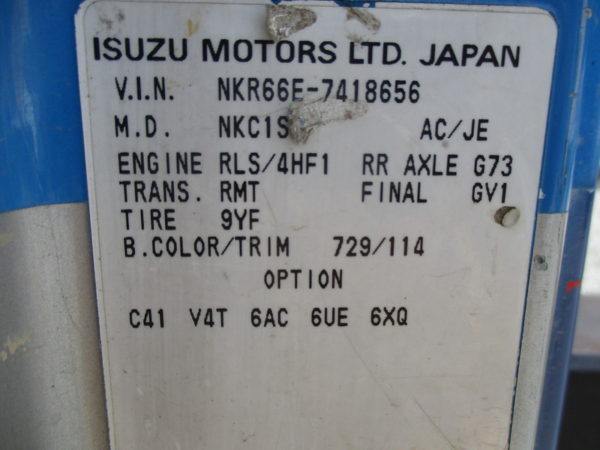 ISUZU MOTORS LTD. JAPAN
V.I.N. NKR66E-7418656
M.D. AC/JE
ENGINE RLS/4HF1 RR AXLE G73
TRANS. RMT FINAL GV1
TIRE 9YF
B.COLOR/TRIM 729/114
OPTION
C41 V4T 6AC 6UE 6XQ